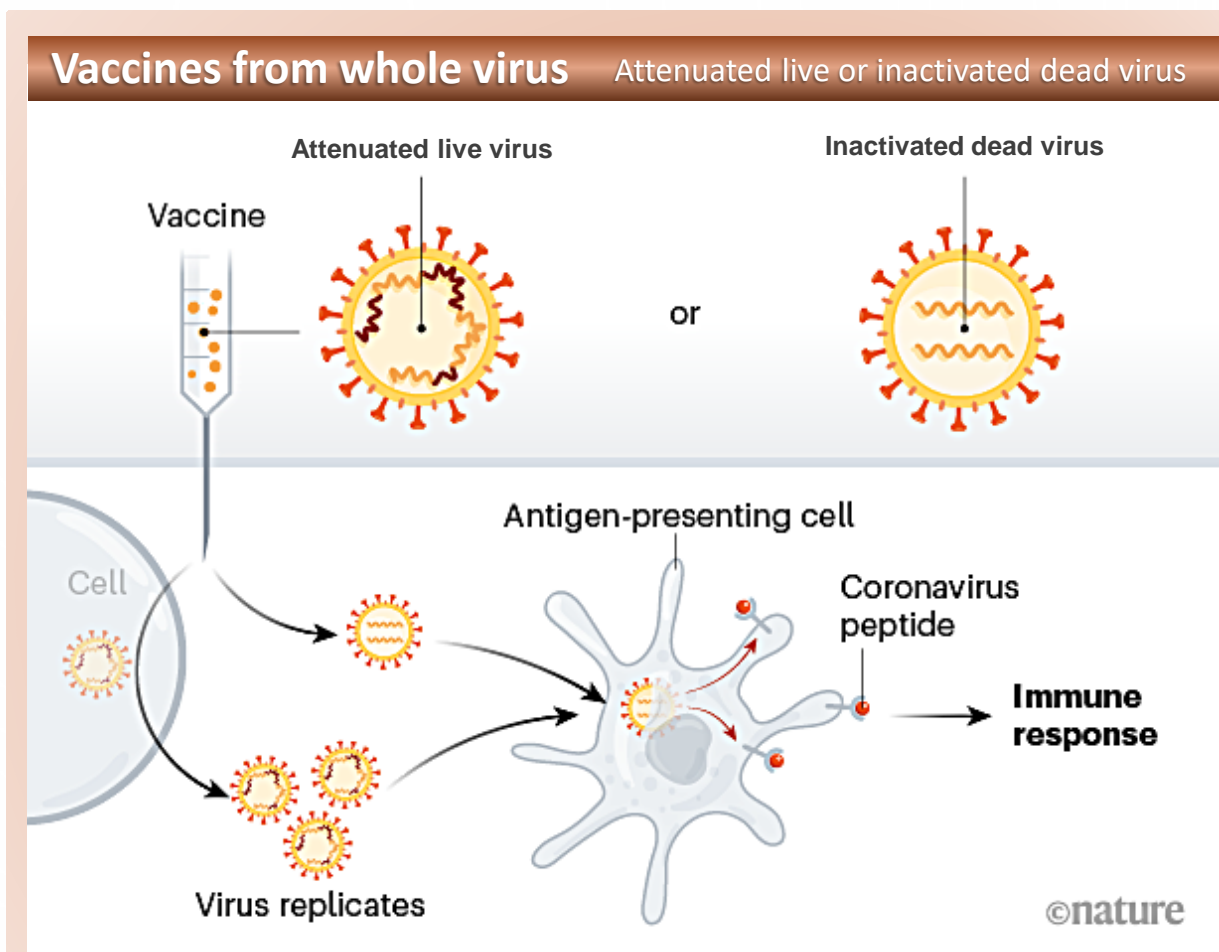 Vaccines from whole virus Attenuated live or inactivated dead virus
Attenuated live virus
Inactivated dead virus
Vaccine
or
Antigen-presenting cell
Cell
Coronavirus
peptide
Immune
response
Virus replicates
©nature